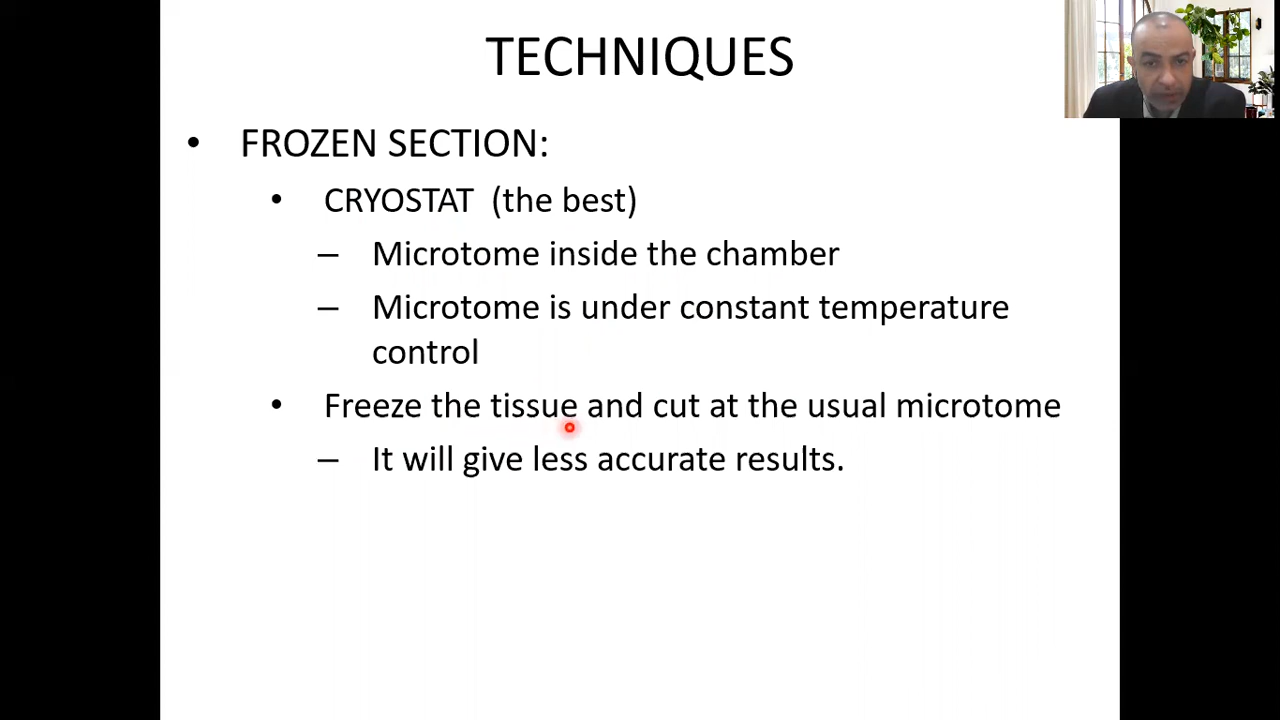 TECHNIQUES
• FROZEN SECTION:
• CRYOSTAT (the best)
– Microtome inside the chamber
– Microtome is under constant temperature
control
• Freeze the tissue and cut at the usual microtome
– It will give less accurate results.